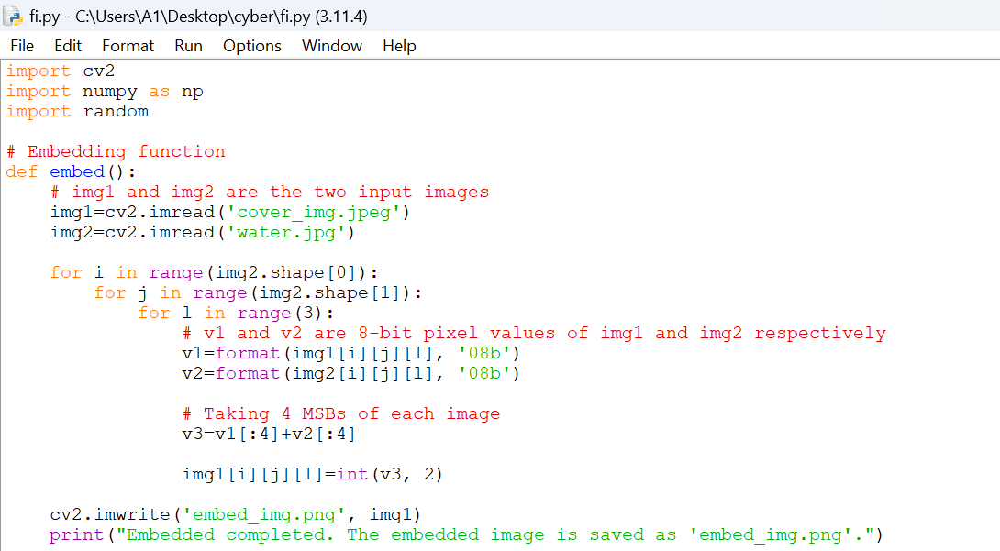 fi.py - C:\Users\A1\Desktop\cyber\fi.py (3.11.4)
File Edit Format Run Options Window Help
import cv2
import numpy as np
import random
# Embedding function
def embed():
    # img1 and img2 are the two input images
    img1=cv2.imread('cover_img.jpeg')
    img2=cv2.imread('water.jpg')
    for i in range(img2.shape[0]):
        for j in range(img2.shape[1]):
            for l in range(3):
                # v1 and v2 are 8-bit pixel values of img1 and img2 respectively
                v1=format(img1[i][j][l], '08b')
                v2=format(img2[i][j][l], '08b')
                # Taking 4 MSBs of each image
                v3=v1[:4]+v2[:4]
                img1[i][j][l]=int(v3, 2)
    cv2.imwrite('embed_img.png', img1)
    print("Embedded completed. The embedded image is saved as 'embed_img.png'.")